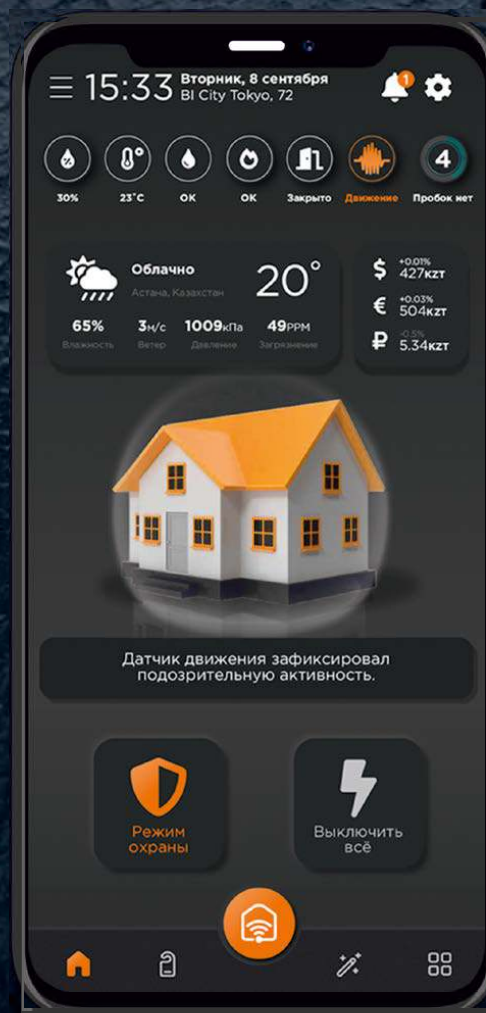 15:33
Вторник, 8 сентября
BI City Tokyo, 72
1
4
30%
23°C
ОК
ОК
Закрыто
Движение
Пробок нет
Облачно
Астана, Казахстан
20°
65%
3м/с
1009кПа
49PPM
Влажность
Ветер
Давление
Загрязнение
$ +0.01%
427KZT
€ +0.03%
504KZT
₽ -0.5%
5.34KZT
Датчик движения зафиксировал
подозрительную активность.
Режим
охраны
Выключить
всё